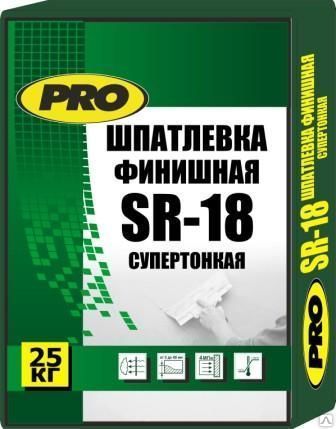 PRO
ШПАТЛЕВКА
ФИНИШНАЯ
SR-18
СУПЕРТОНКАЯ
25
КГ
PRO
SR-18
ШПАТЛЕВКА ФИНИШНАЯ
СУПЕРТОНКАЯ